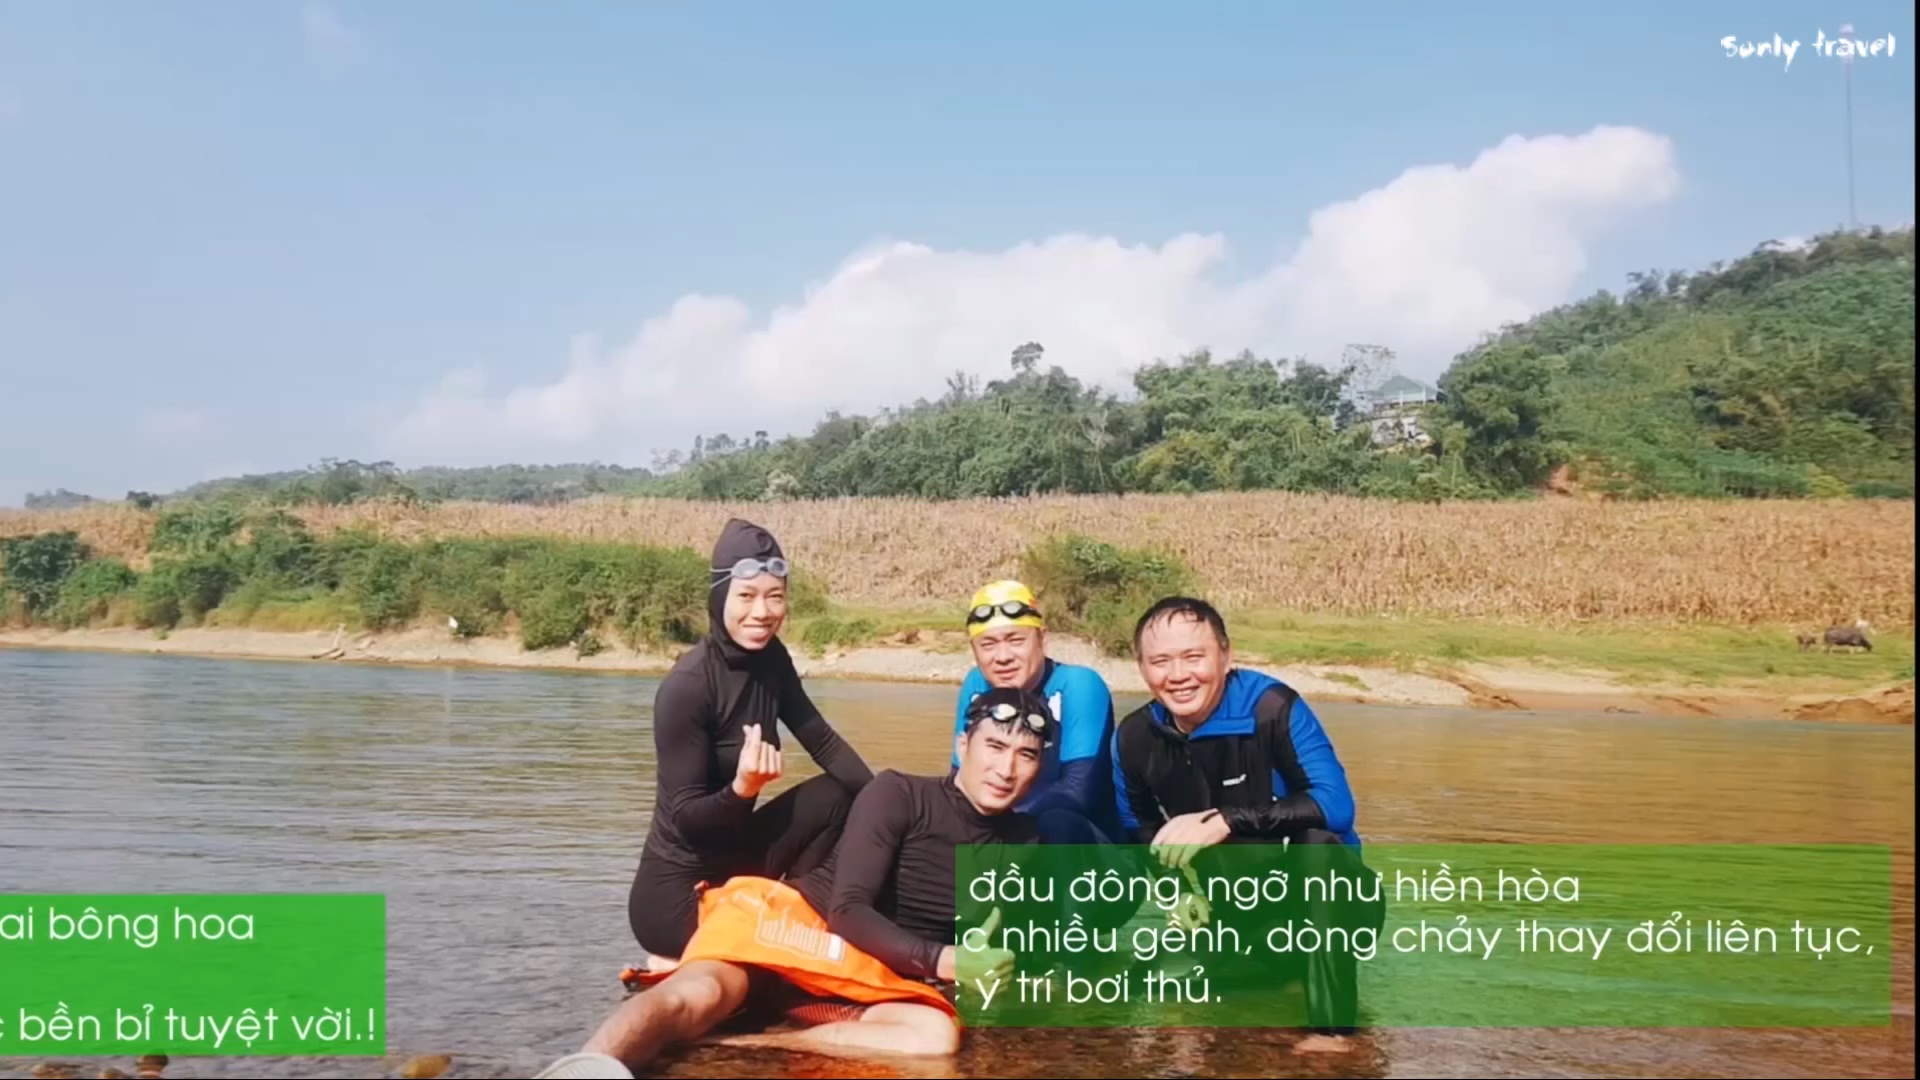 Sonly travel
ai bông hoa
bền bỉ tuyệt vời.!
đầu đông, ngỡ như hiền hòa
nhiều gềnh, dòng chảy thay đổi liên tục,
ý trí bơi thủ.